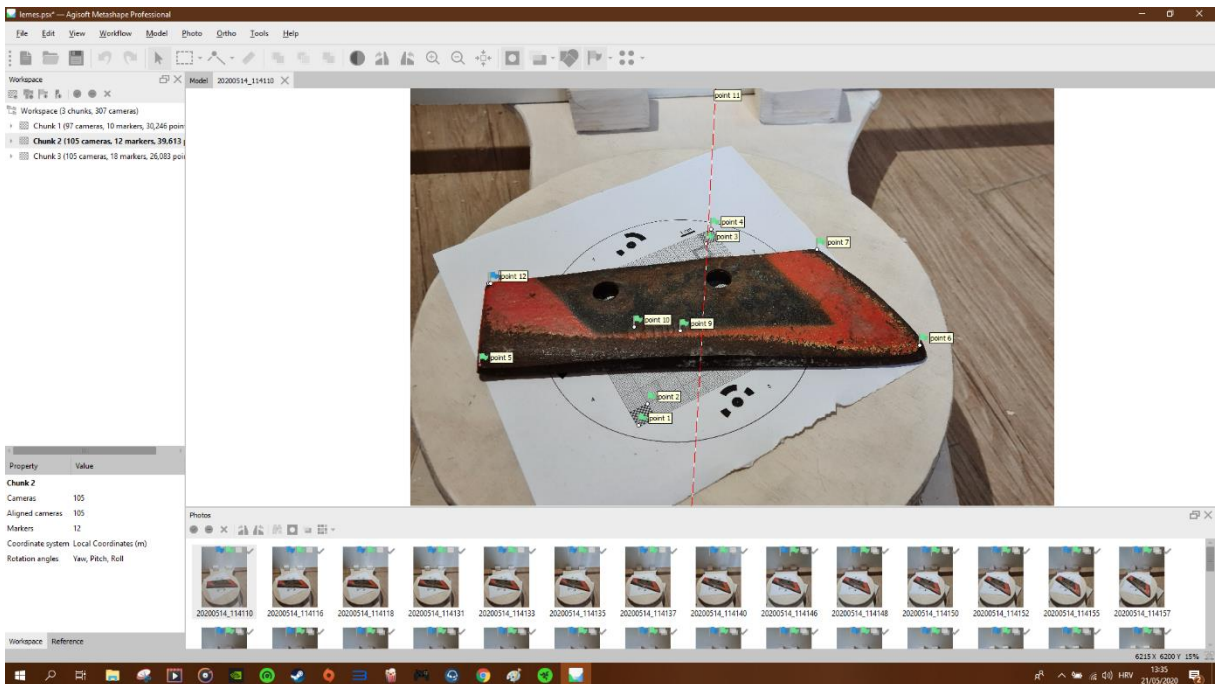 lemes.psx* — Agisoft Metashape Professional
File Edit View Workflow Model Photo Ortho Tools Help
Workspace
Model 20200514_114110
Workspace (3 chunks, 307 cameras)
Chunk 1 (97 cameras, 10 markers, 30,246 poin
Chunk 2 (105 cameras, 12 markers, 39,613 
Chunk 3 (105 cameras, 18 markers, 26,083 poi
point 11
point 4
point 3
point 7
point 12
point 10
point 9
point 6
point 5
point 2
point 1
Property Value
Chunk 2
Cameras 105
Aligned cameras 105
Markers 12
Coordinate system Local Coordinates (m)
Rotation angles Yaw, Pitch, Roll
Photos
20200514_114110 20200514_114116 20200514_114118 20200514_114131 20200514_114133 20200514_114135 20200514_114137 20200514_114140 20200514_114146 20200514_114148 20200514_114150 20200514_114152 20200514_114155 20200514_114157
Workspace Reference
6215 X 6200 Y 15%
HRV
13:35
21/05/2020